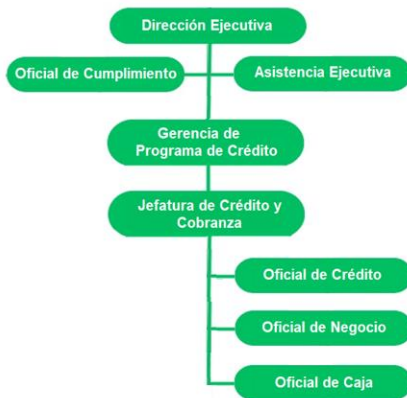 Dirección Ejecutiva
Oficial de Cumplimiento
Asistencia Ejecutiva
Gerencia de
Programa de Crédito
Jefatura de Crédito y
Cobranza
Oficial de Crédito
Oficial de Negocio
Oficial de Caja